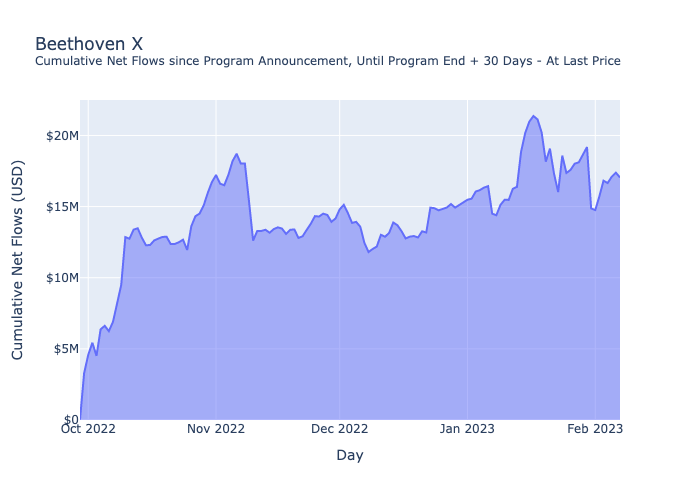 Beethoven X
Cumulative Net Flows since Program Announcement, Until Program End + 30 Days - At Last Price
Cumulative Net Flows (USD)
$20M
$15M
$10M
$5M
$0
Oct 2022
Nov 2022
Dec 2022
Jan 2023
Feb 2023
Day